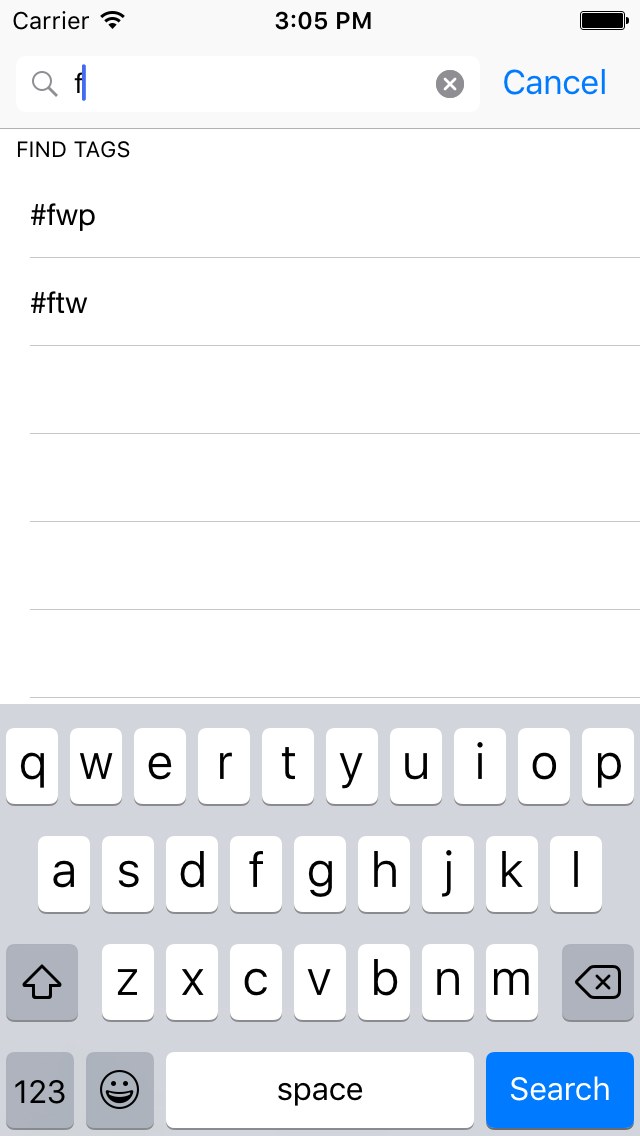 Carrier 3:05 PM
f Cancel
FIND TAGS
#fwp
#ftw
q w e r t y u i o p
a s d f g h j k l
z x c v b n m
123 space Search